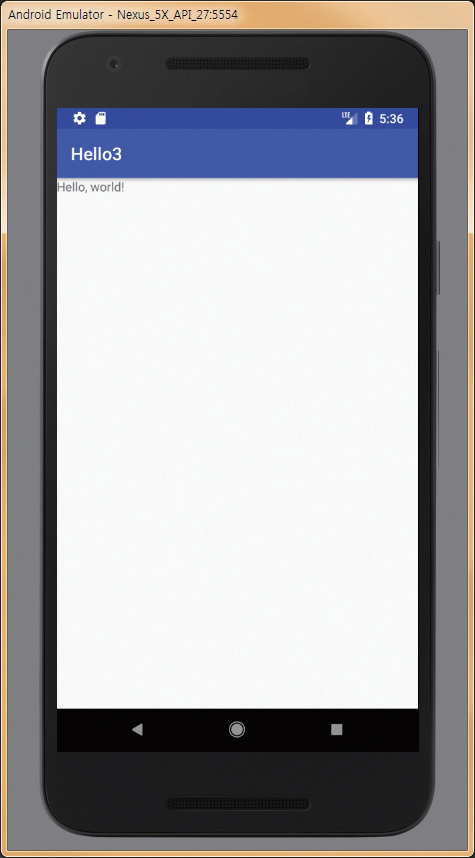 Android Emulator - Nexus_5X_API_27:5554
LTE 5:36
Hello3
Hello, world!